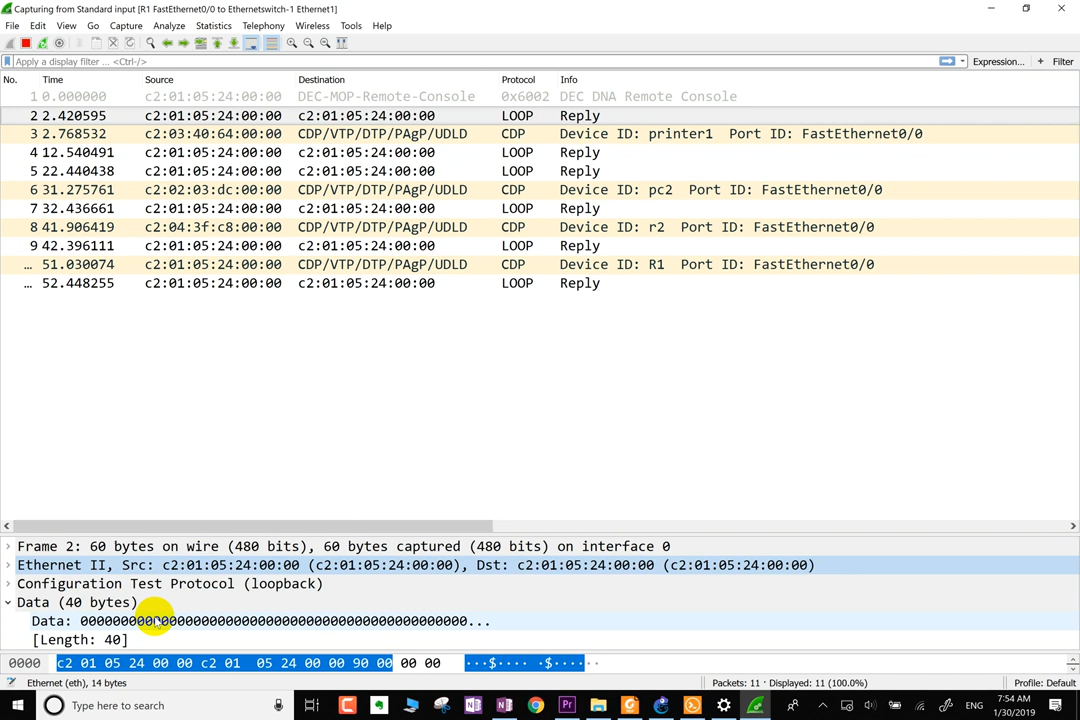 Capturing from Standard input [R1 FastEthernet0/0 to Ethernetswitch-1 Ethernet1]
File Edit View Go Capture Analyze Statistics Telephony Wireless Tools Help
Apply a display filter ... <Ctrl-/> Expression... + Filter
No. Time Source Destination Protocol Info
1 0.000000 c2:01:05:24:00:00 DEC-MOP-Remote-Console 0x6002 DEC DNA Remote Console
2 2.420595 c2:01:05:24:00:00 c2:01:05:24:00:00 LOOP Reply
3 2.768532 c2:03:40:64:00:00 CDP/VTP/DTP/PAgP/UDLD CDP Device ID: printer1 Port ID: FastEthernet0/0
4 12.540491 c2:01:05:24:00:00 c2:01:05:24:00:00 LOOP Reply
5 22.440438 c2:01:05:24:00:00 c2:01:05:24:00:00 LOOP Reply
6 31.275761 c2:02:03:dc:00:00 CDP/VTP/DTP/PAgP/UDLD CDP Device ID: pc2 Port ID: FastEthernet0/0
7 32.436661 c2:01:05:24:00:00 c2:01:05:24:00:00 LOOP Reply
8 41.906419 c2:04:3f:c8:00:00 CDP/VTP/DTP/PAgP/UDLD CDP Device ID: r2 Port ID: FastEthernet0/0
9 42.396111 c2:01:05:24:00:00 c2:01:05:24:00:00 LOOP Reply
... 51.030074 c2:01:05:24:00:00 CDP/VTP/DTP/PAgP/UDLD CDP Device ID: R1 Port ID: FastEthernet0/0
... 52.448255 c2:01:05:24:00:00 c2:01:05:24:00:00 LOOP Reply
Frame 2: 60 bytes on wire (480 bits), 60 bytes captured (480 bits) on interface 0
Ethernet II, Src: c2:01:05:24:00:00 (c2:01:05:24:00:00), Dst: c2:01:05:24:00:00 (c2:01:05:24:00:00)
Configuration Test Protocol (loopback)
Data (40 bytes)
Data: 000000000000000000000000000000000000000000000000000000000000...
[Length: 40]
0000 c2 01 05 24 00 00 c2 01 05 24 00 00 90 00 00 00 ···$···· ·$······
Ethernet (eth), 14 bytes Packets: 11 · Displayed: 11 (100.0%) Profile: Default
Type here to search ENG 7:54 AM
1/30/2019